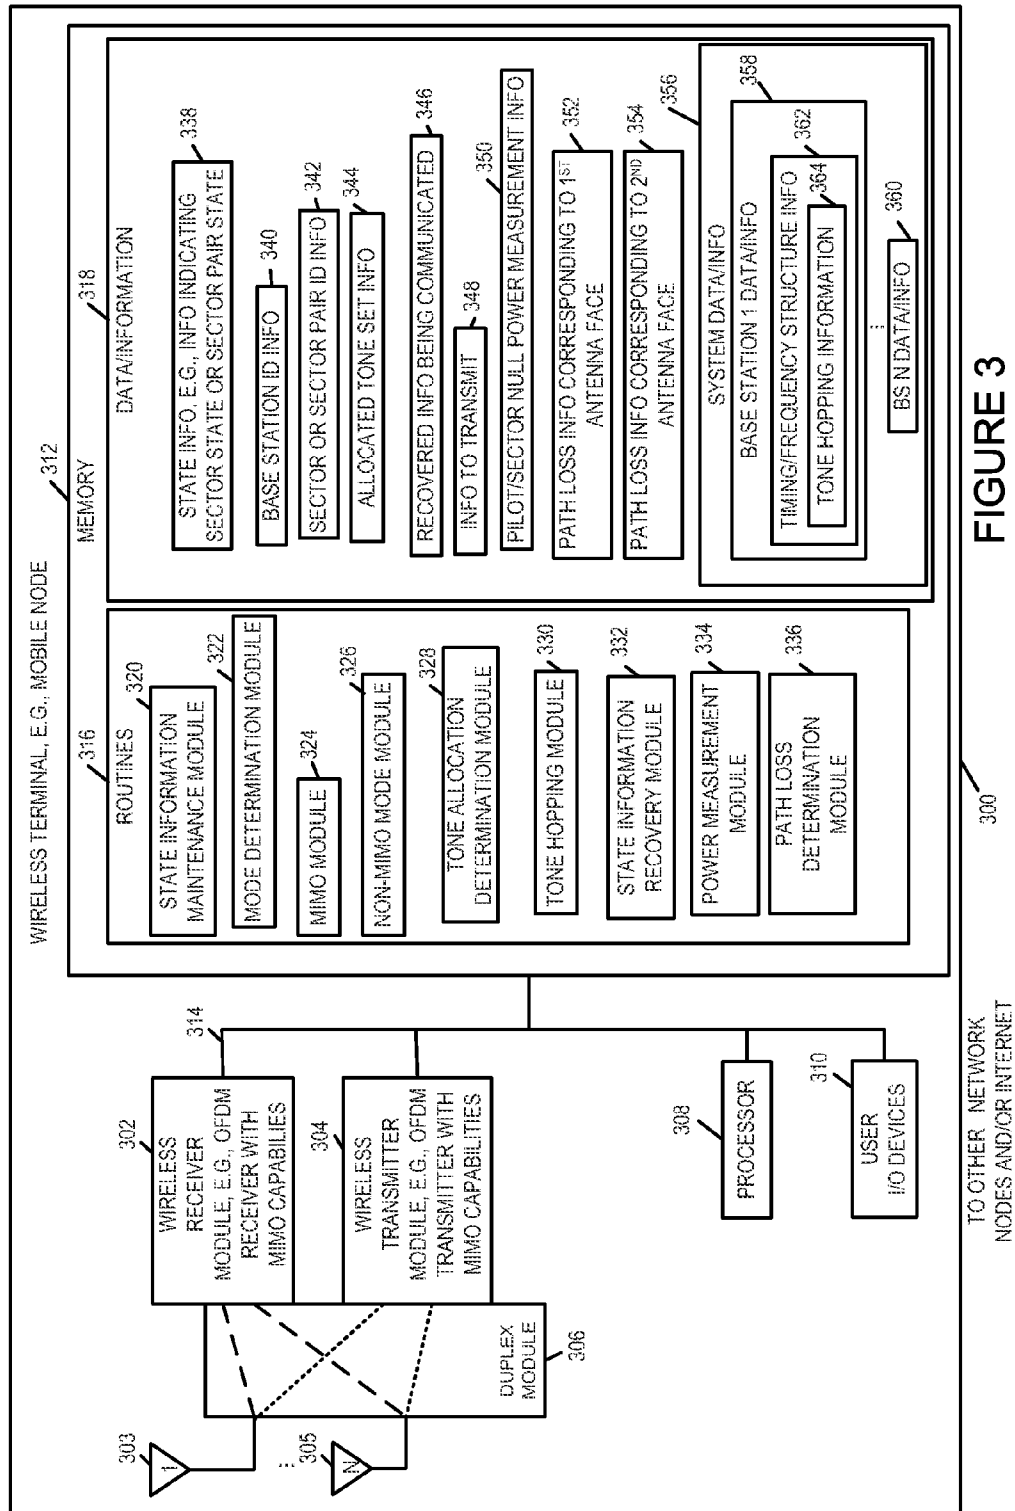 WIRELESS TERMINAL, E.G., MOBILE NODE
303
1
305
N
DUPLEX
MODULE
306
302
WIRELESS
RECEIVER
MODULE, E.G., OFDM
RECEIVER WITH
MIMO CAPABILIES
304
WIRELESS
TRANSMITTER
MODULE, E.G., OFDM
TRANSMITTER WITH
MIMO CAPABILITIES
314
308
PROCESSOR
310
USER
I/O DEVICES
TO OTHER NETWORK
NODES AND/OR INTERNET
300
312
MEMORY
316
ROUTINES
320
STATE INFORMATION
MAINTENANCE MODULE
322
MODE DETERMINATION MODULE
324
MIMO MODULE
326
NON-MIMO MODE MODULE
328
TONE ALLOCATION
DETERMINATION MODULE
330
TONE HOPPING MODULE
332
STATE INFORMATION
RECOVERY MODULE
334
POWER MEASUREMENT
MODULE
336
PATH LOSS
DETERMINATION
MODULE
318
DATA/INFORMATION
338
STATE INFO, E.G., INFO INDICATING
SECTOR STATE OR SECTOR PAIR STATE
340
BASE STATION ID INFO
342
SECTOR OR SECTOR PAIR ID INFO
344
ALLOCATED TONE SET INFO
346
RECOVERED INFO BEING COMMUNICATED
348
INFO TO TRANSMIT
350
PILOT/SECTOR NULL POWER MEASUREMENT INFO
352
PATH LOSS INFO CORRESPONDING TO 1ST
ANTENNA FACE
354
PATH LOSS INFO CORRESPONDING TO 2ND
ANTENNA FACE
356
SYSTEM DATA/INFO
358
BASE STATION 1 DATA/INFO
362
TIMING/FREQUENCY STRUCTURE INFO
364
TONE HOPPING INFORMATION
360
BS N DATA/INFO
FIGURE 3